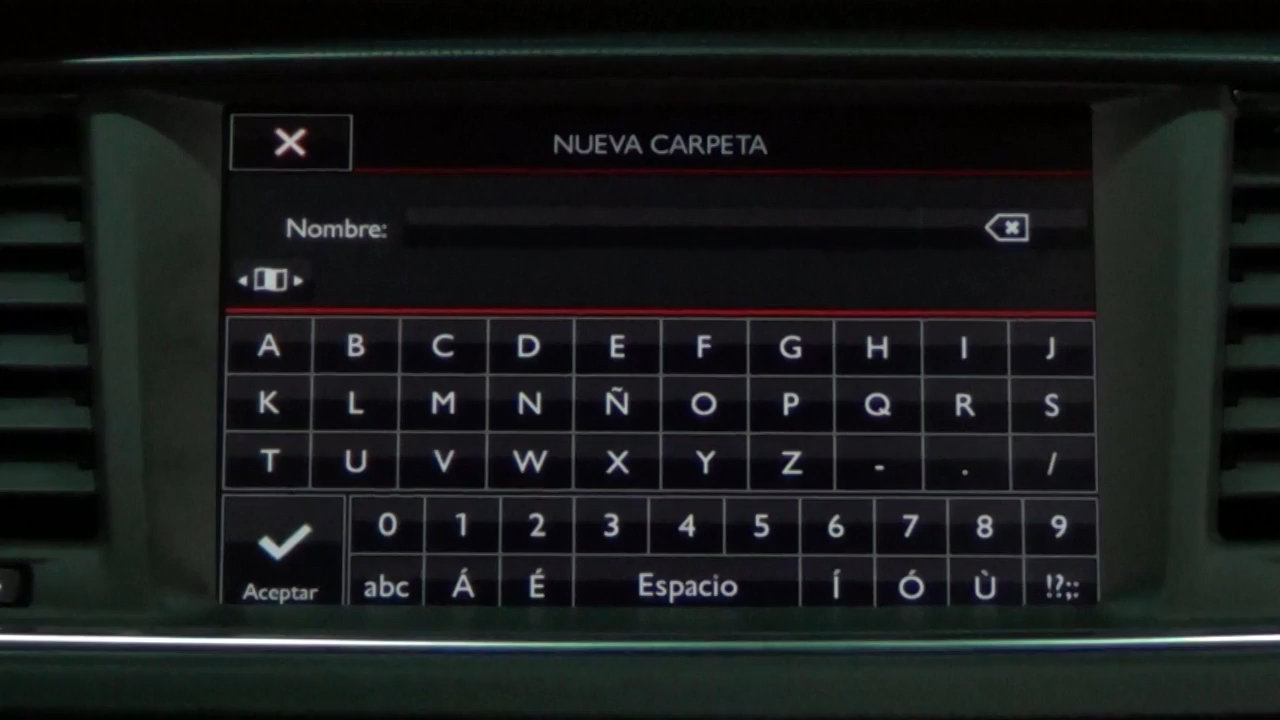 NUEVA CARPETA
Nombre:
A B C D E F G H I J
K L M N Ñ O P Q R S
T U V W X Y Z - . /
0 1 2 3 4 5 6 7 8 9
Aceptar abc Á É Espacio Í Ó Ù !?;: